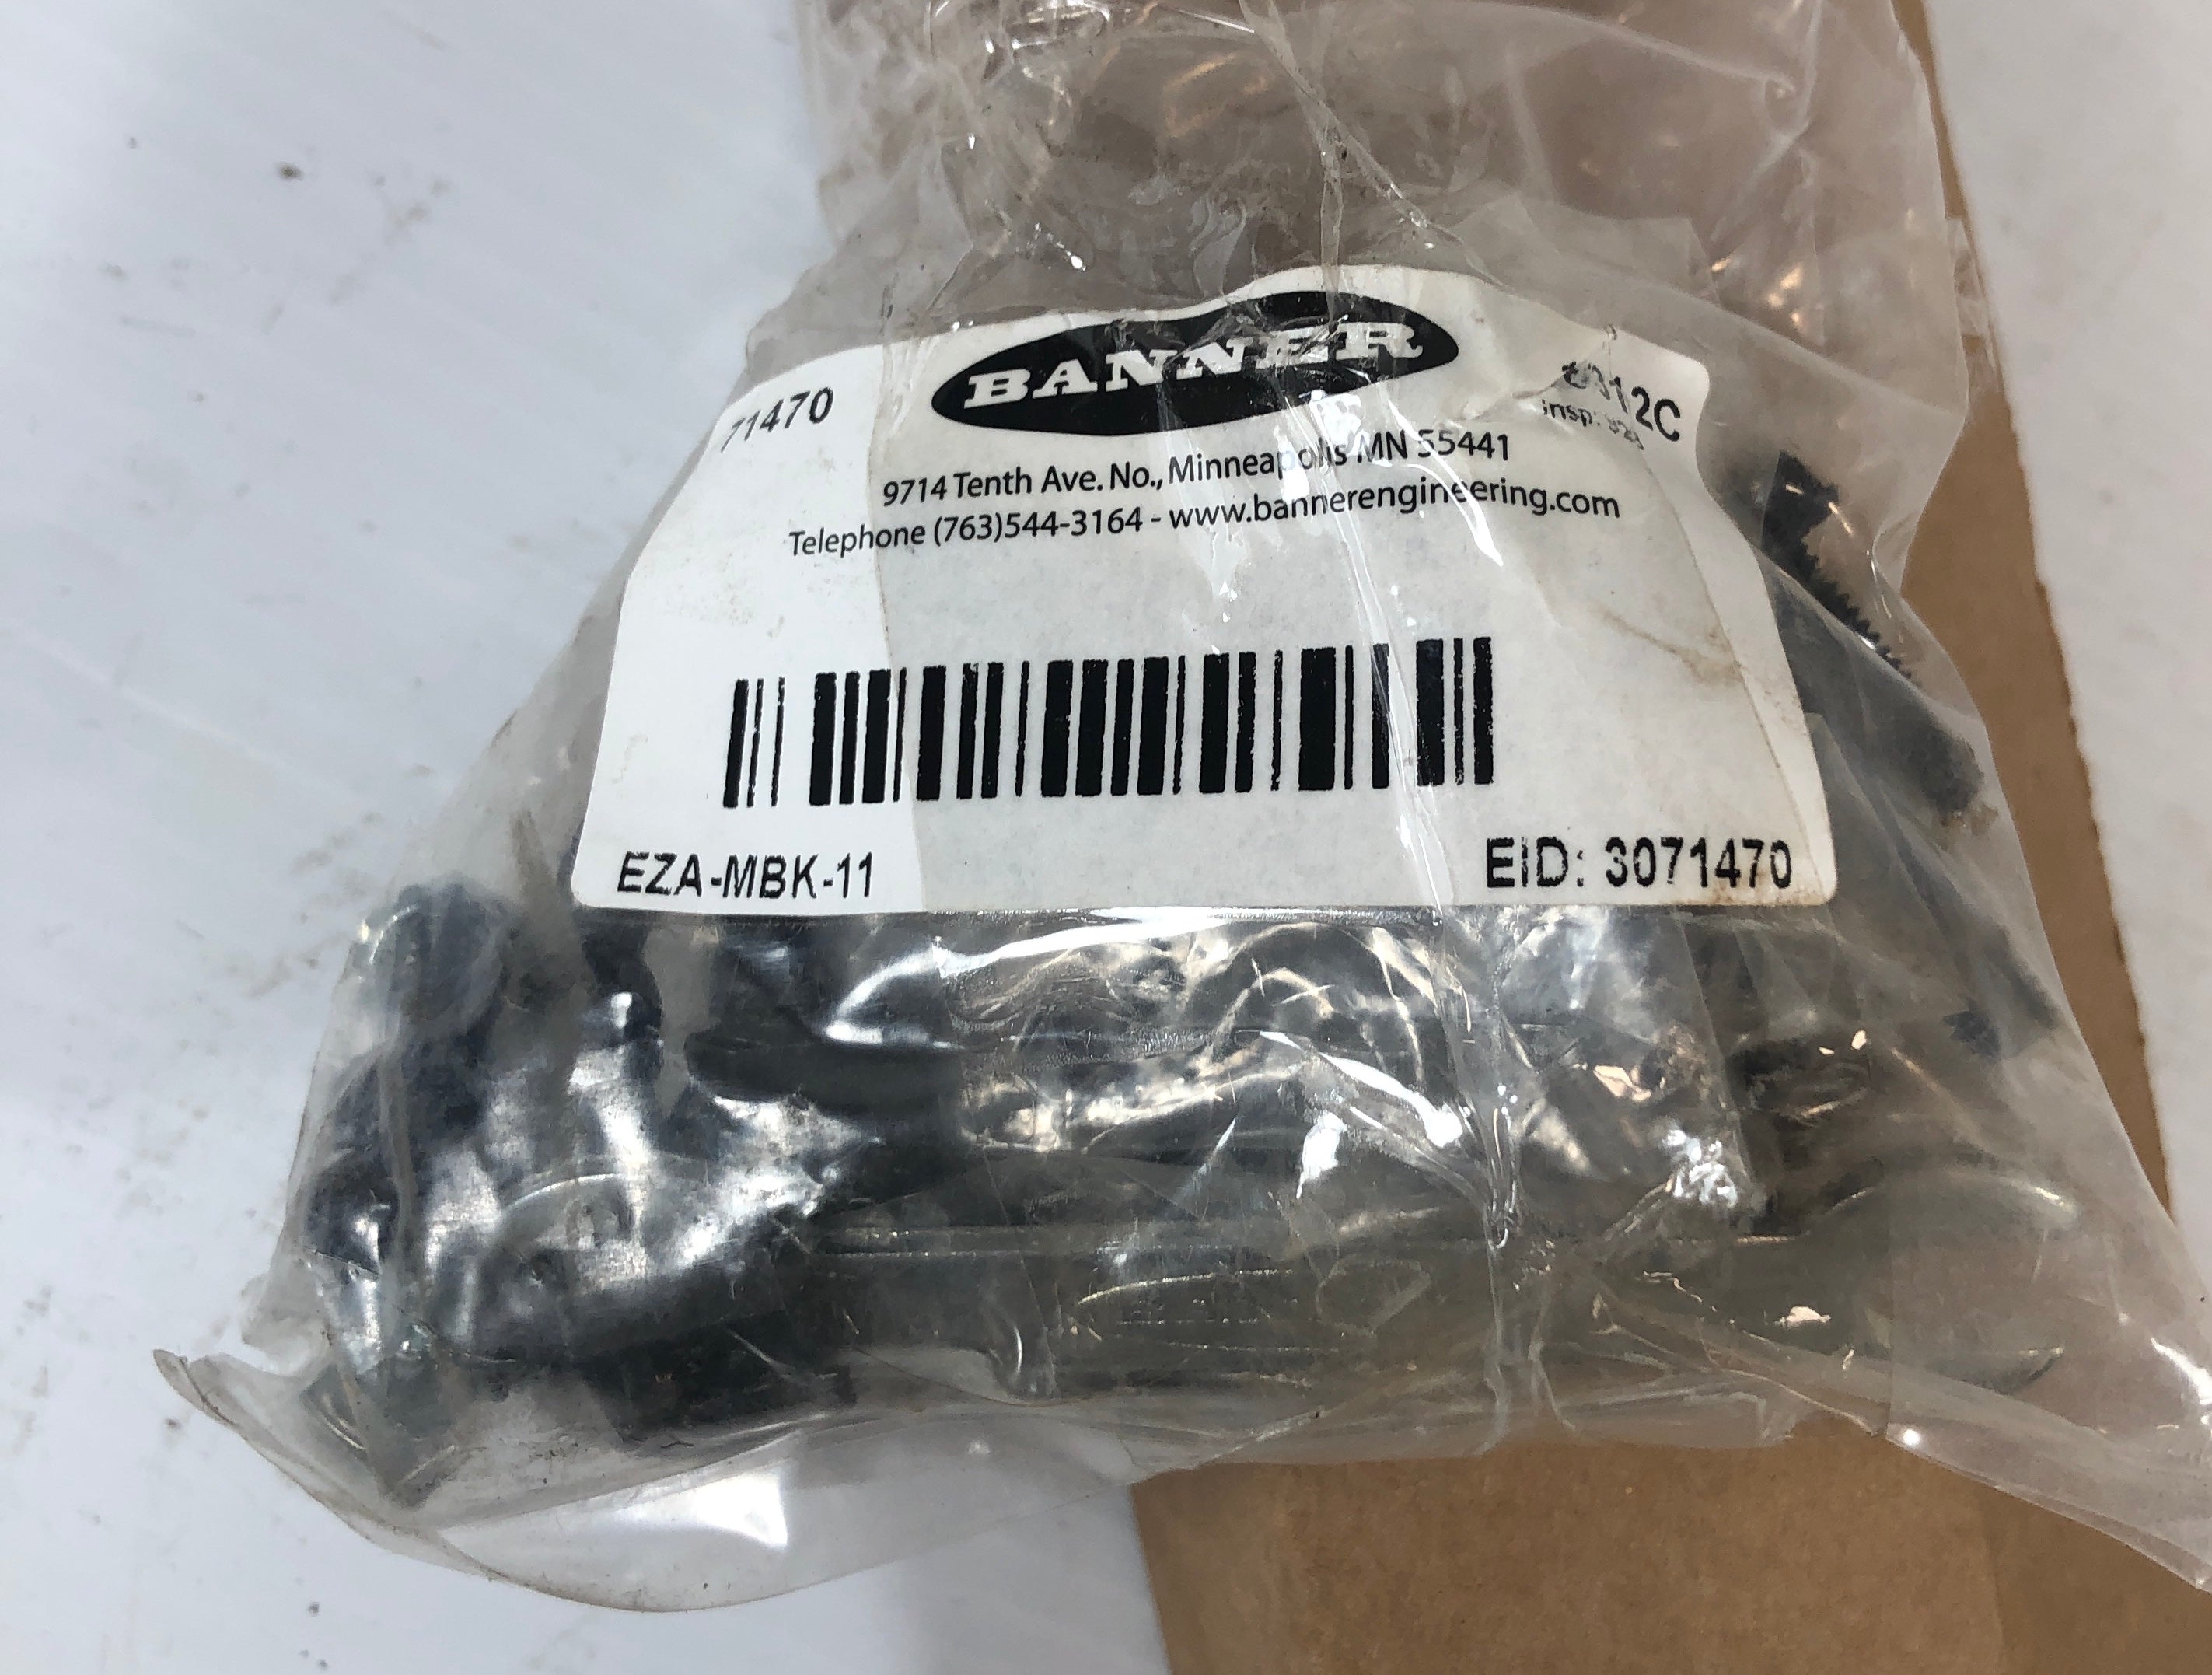 BANNER
71470
insp:
9714 Tenth Ave. No., Minneapolis MN 55441
Telephone (763)544-3164 - www.bannerengineering.com
EZA-MBK-11 EID: 3071470